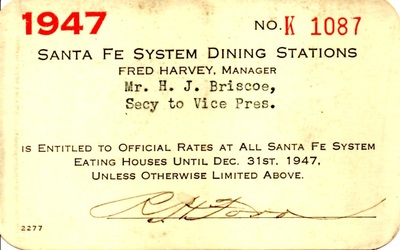 1947 NO. K 1087
SANTA FE SYSTEM DINING STATIONS
FRED HARVEY, MANAGER
Mr. H. J. Briscoe,
Secy to Vice Pres.
IS ENTITLED TO OFFICIAL RATES AT ALL SANTA FE SYSTEM
EATING HOUSES UNTIL DEC. 31ST. 1947,
UNLESS OTHERWISE LIMITED ABOVE.
2277